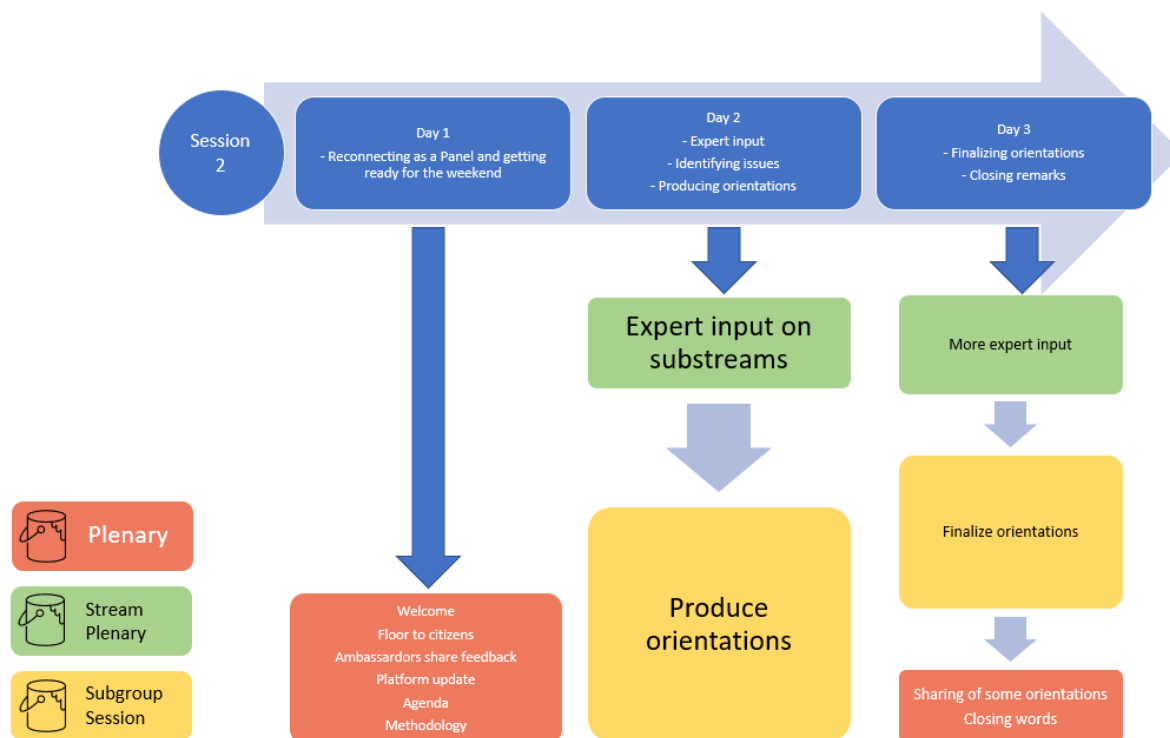 Session
2
Day 1
- Reconnecting as a Panel and getting
ready for the weekend
Day 2
- Expert input
- Identifying issues
- Producing orientations
Day 3
- Finalizing orientations
- Closing remarks
Expert input on
substreams
More expert input
Produce
orientations
Finalize orientations
Plenary
Stream
Plenary
Subgroup
Session
Welcome
Floor to citizens
Ambassardors share feedback
Platform update
Agenda
Methodology
Sharing of some orientations
Closing words